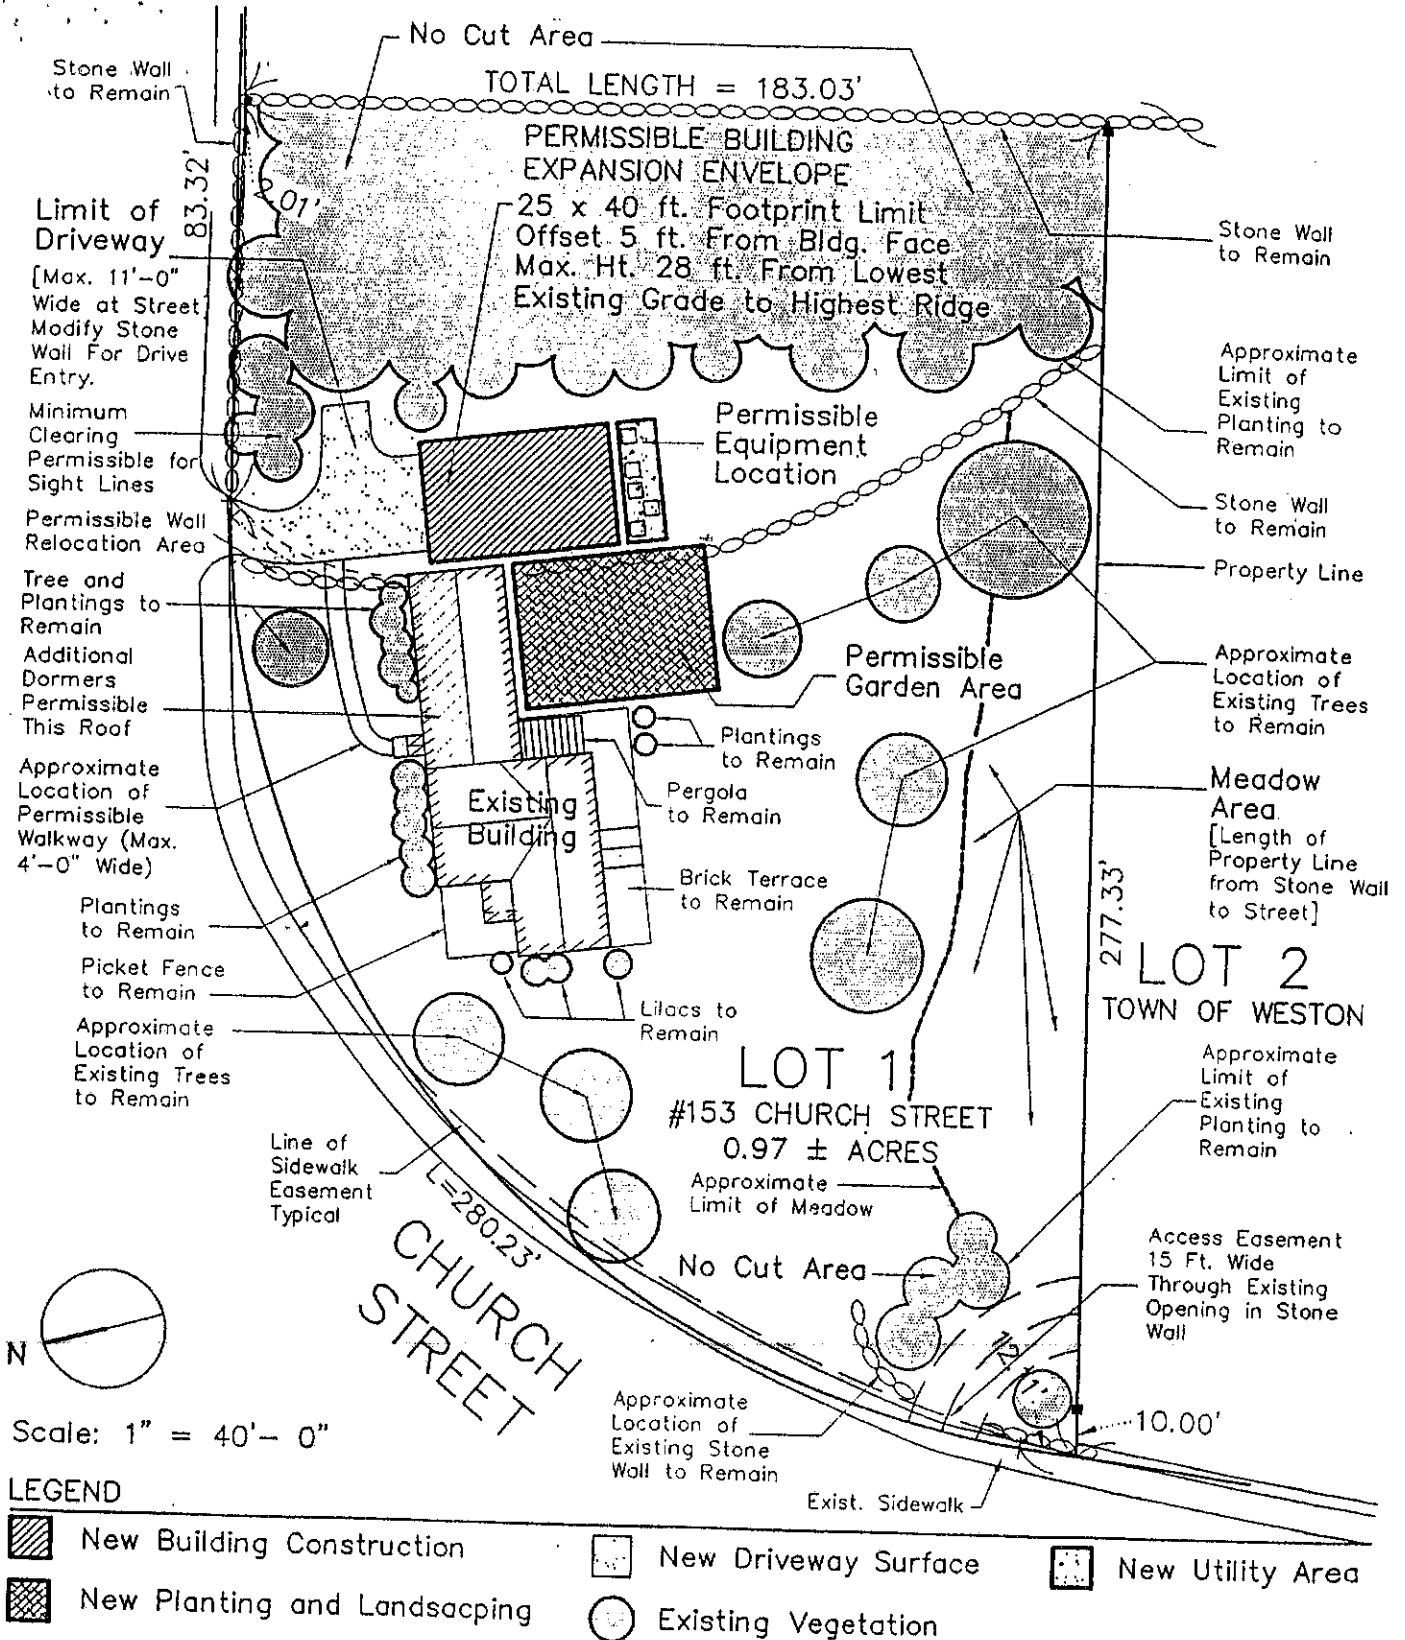 No Cut Area
Stone Wall
to Remain
TOTAL LENGTH = 183.03'
PERMISSIBLE BUILDING
EXPANSION ENVELOPE
25 x 40 ft. Footprint Limit
Offset 5 ft. From Bldg. Face
Max. Ht. 28 ft. From Lowest
Existing Grade to Highest Ridge
83.32'
2.01'
Limit of
Driveway
[Max. 11'-0"
Wide at Street
Modify Stone
Wall For Drive
Entry.
Minimum
Clearing
Permissible for
Sight Lines
Permissible Wall
Relocation Area
Tree and
Plantings to
Remain
Additional
Dormers
Permissible
This Roof
Approximate
Location of
Permissible
Walkway (Max.
4'-0" Wide)
Plantings
to Remain
Picket Fence
to Remain
Approximate
Location of
Existing Trees
to Remain
Line of
Sidewalk
Easement
Typical
Permissible
Equipment
Location
Permissible
Garden Area
Plantings
to Remain
Pergola
to Remain
Existing
Building
Brick Terrace
to Remain
Lilacs to
Remain
Stone Wall
to Remain
Approximate
Limit of
Existing
Planting to
Remain
Stone Wall
to Remain
Property Line
Approximate
Location of
Existing Trees
to Remain
Meadow
Area
[Length of
Property Line
from Stone Wall
to Street]
277.33'
LOT 2
TOWN OF WESTON
LOT 1
#153 CHURCH STREET
0.97 ± ACRES
Approximate
Limit of Meadow
Approximate
Limit of
Existing
Planting to
Remain
No Cut Area
Access Easement
15 Ft. Wide
Through Existing
Opening in Stone
Wall
10.00'
L=280.23'
CHURCH
STREET
Approximate
Location of
Existing Stone
Wall to Remain
Exist. Sidewalk
N
Scale: 1" = 40'- 0"
LEGEND
New Building Construction
New Driveway Surface
New Utility Area
New Planting and Landsacping
Existing Vegetation